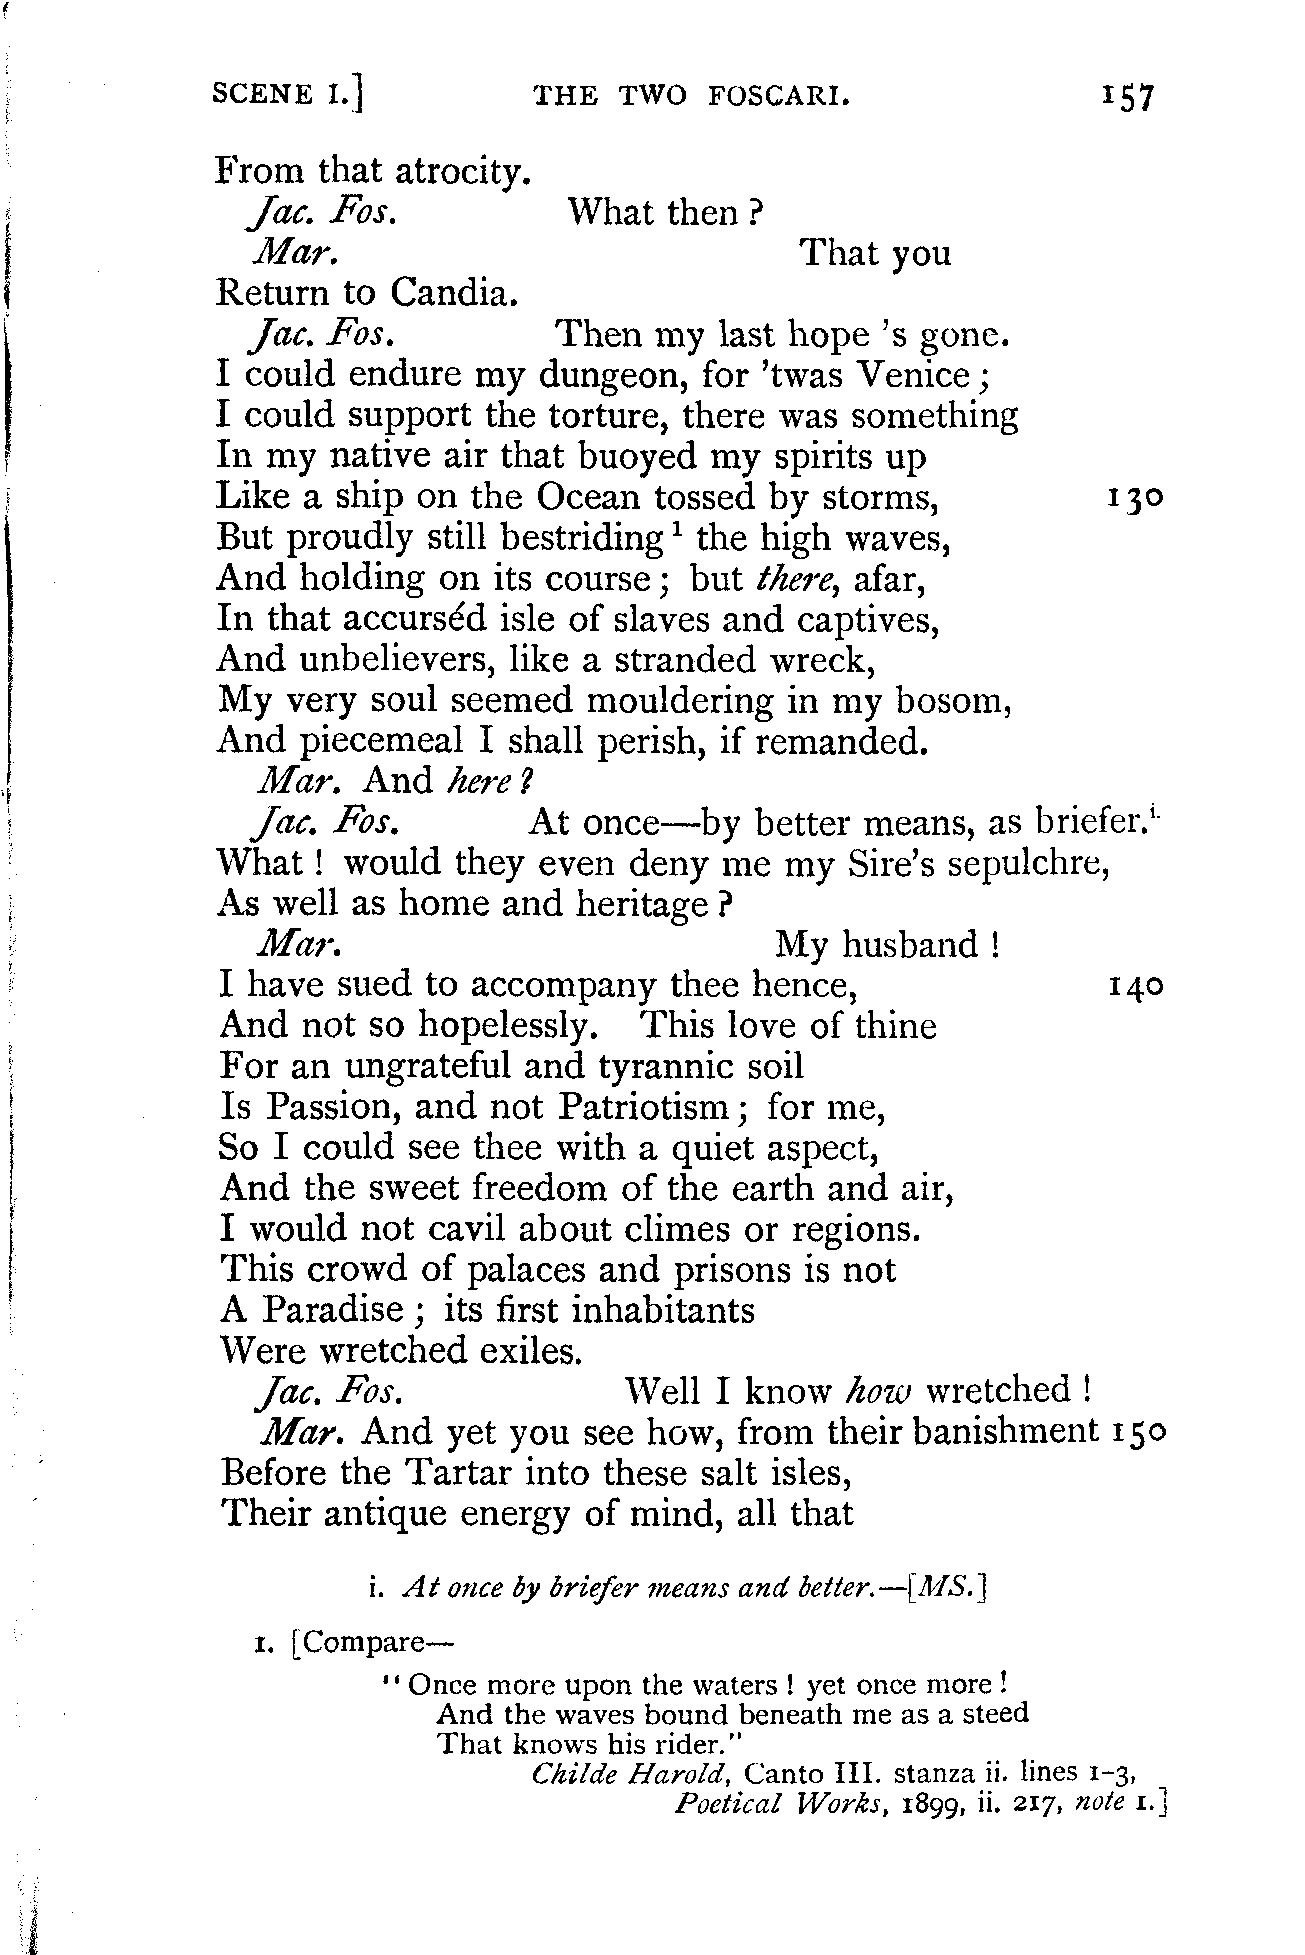 SCENE I.] THE TWO FOSCARI. 157
From that atrocity.
Jac. Fos. What then ?
Mar. That you
Return to Candia.
Jac. Fos. Then my last hope 's gone.
I could endure my dungeon, for 'twas Venice ;
I could support the torture, there was something
In my native air that buoyed my spirits up
Like a ship on the Ocean tossed by storms, 130
But proudly still bestriding ¹ the high waves,
And holding on its course ; but there, afar,
In that accurséd isle of slaves and captives,
And unbelievers, like a stranded wreck,
My very soul seemed mouldering in my bosom,
And piecemeal I shall perish, if remanded.
Mar. And here ?
Jac. Fos. At once—by better means, as briefer.i.
What ! would they even deny me my Sire's sepulchre,
As well as home and heritage ?
Mar. My husband !
I have sued to accompany thee hence, 140
And not so hopelessly. This love of thine
For an ungrateful and tyrannic soil
Is Passion, and not Patriotism ; for me,
So I could see thee with a quiet aspect,
And the sweet freedom of the earth and air,
I would not cavil about climes or regions.
This crowd of palaces and prisons is not
A Paradise ; its first inhabitants
Were wretched exiles.
Jac. Fos. Well I know how wretched !
Mar. And yet you see how, from their banishment 150
Before the Tartar into these salt isles,
Their antique energy of mind, all that
i. At once by briefer means and better.—[MS.]
1. [Compare—
"Once more upon the waters ! yet once more !
And the waves bound beneath me as a steed
That knows his rider."
Childe Harold, Canto III. stanza ii. lines 1-3,
Poetical Works, 1899, ii. 217, note 1.]